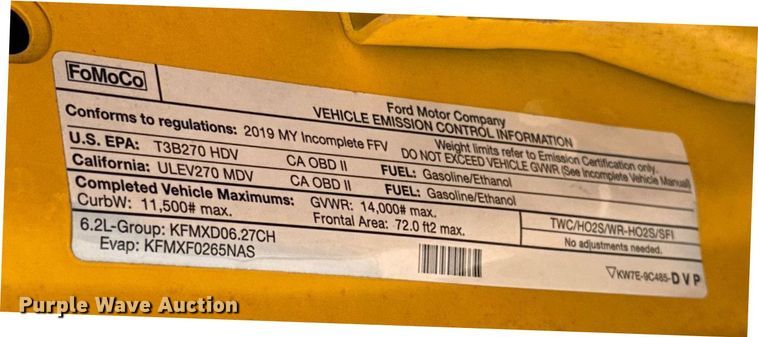 FoMoCo
Ford Motor Company
VEHICLE EMISSION CONTROL INFORMATION
Conforms to regulations: 2019 MY Incomplete FFV
Weight limits refer to Emission Certification only.
DO NOT EXCEED VEHICLE GVWR (See Incomplete Vehicle Manual)
U.S. EPA: T3B270 HDV CA OBD II FUEL: Gasoline/Ethanol
California: ULEV270 MDV CA OBD II FUEL: Gasoline/Ethanol
Completed Vehicle Maximums: GVWR: 14,000# max.
CurbW: 11,500# max. Frontal Area: 72.0 ft2 max.
TWC/HO2S/WR-HO2S/SFI
No adjustments needed.
6.2L-Group: KFMXD06.27CH
Evap: KFMXF0265NAS
KW7E-9C485-DVP
Purple Wave Auction